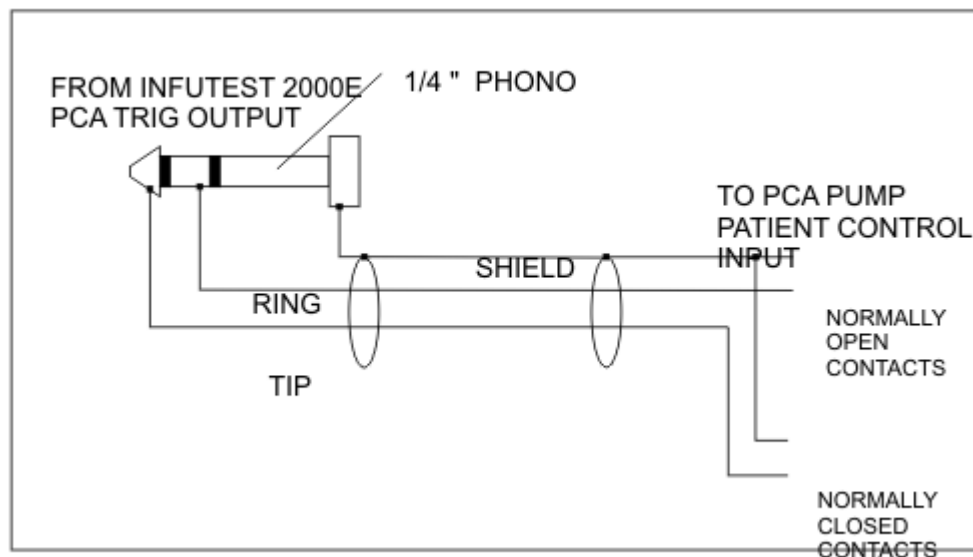 FROM INFUTEST 2000E
PCA TRIG OUTPUT
1/4 " PHONO
TO PCA PUMP
PATIENT CONTROL
INPUT
SHIELD
RING
TIP
NORMALLY
OPEN
CONTACTS
NORMALLY
CLOSED
CONTACTS